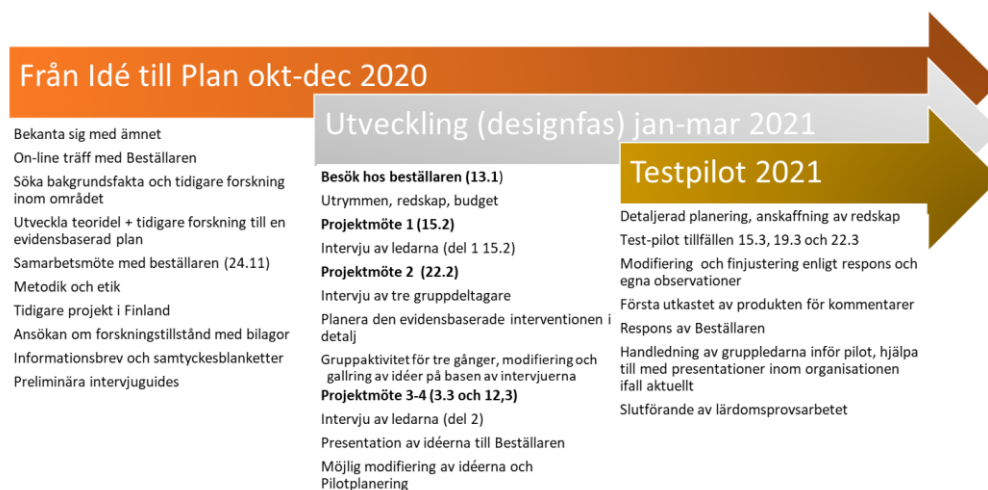 Från Idé till Plan okt-dec 2020
Bekanta sig med ämnet
On-line träff med Beställaren
Söka bakgrundsfakta och tidigare forskning
inom området
Utveckla teoridel + tidigare forskning till en
evidensbaserad plan
Samarbetsmöte med beställaren (24.11)
Metodik och etik
Tidigare projekt i Finland
Ansökan om forskningstillstånd med bilagor
Informationsbrev och samtyckesblanketter
Preliminära intervjuguides
Utveckling (designfas) jan-mar 2021
Besök hos beställaren (13.1)
Utrymmen, redskap, budget
Projektmöte 1 (15.2)
Intervju av ledarna (del 1 15.2)
Projektmöte 2 (22.2)
Intervju av tre gruppdeltagare
Planera den evidensbaserade interventionen i
detalj
Gruppaktivitet för tre gånger, modifiering och
gallring av idéer på basen av intervjuerna
Projektmöte 3-4 (3.3 och 12,3)
Intervju av ledarna (del 2)
Presentation av idéerna till Beställaren
Möjlig modifiering av idéerna och
Pilotplanering
Testpilot 2021
Detaljerad planering, anskaffning av redskap
Test-pilot tillfällen 15.3, 19.3 och 22.3
Modifiering och finjustering enligt respons och
egna observationer
Första utkastet av produkten för kommentarer
Respons av Beställaren
Handledning av gruppledarna inför pilot, hjälpa
till med presentationer inom organisationen
ifall aktuellt
Slutförande av lärdomsprovsarbetet